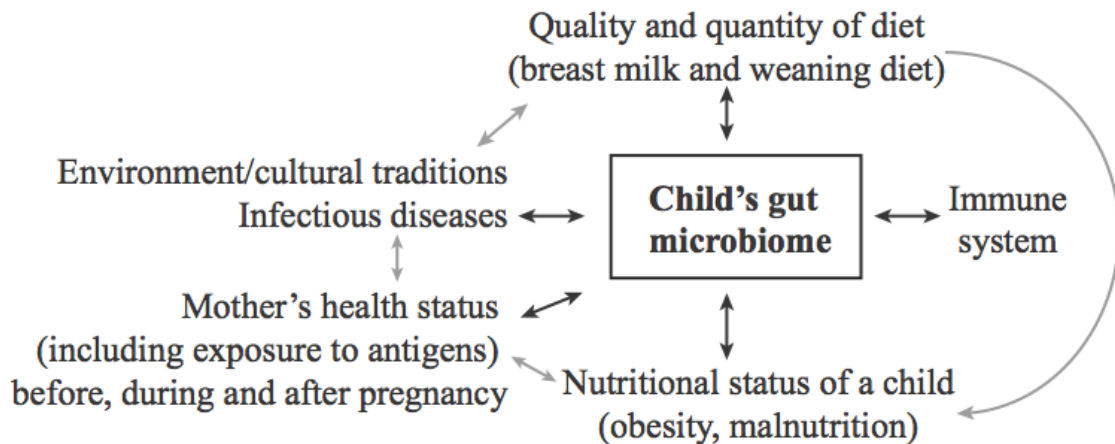 Quality and quantity of diet
(breast milk and weaning diet)
Environment/cultural traditions
Infectious diseases
Child’s gut
microbiome
Immune
system
Mother’s health status
(including exposure to antigens)
before, during and after pregnancy
Nutritional status of a child
(obesity, malnutrition)